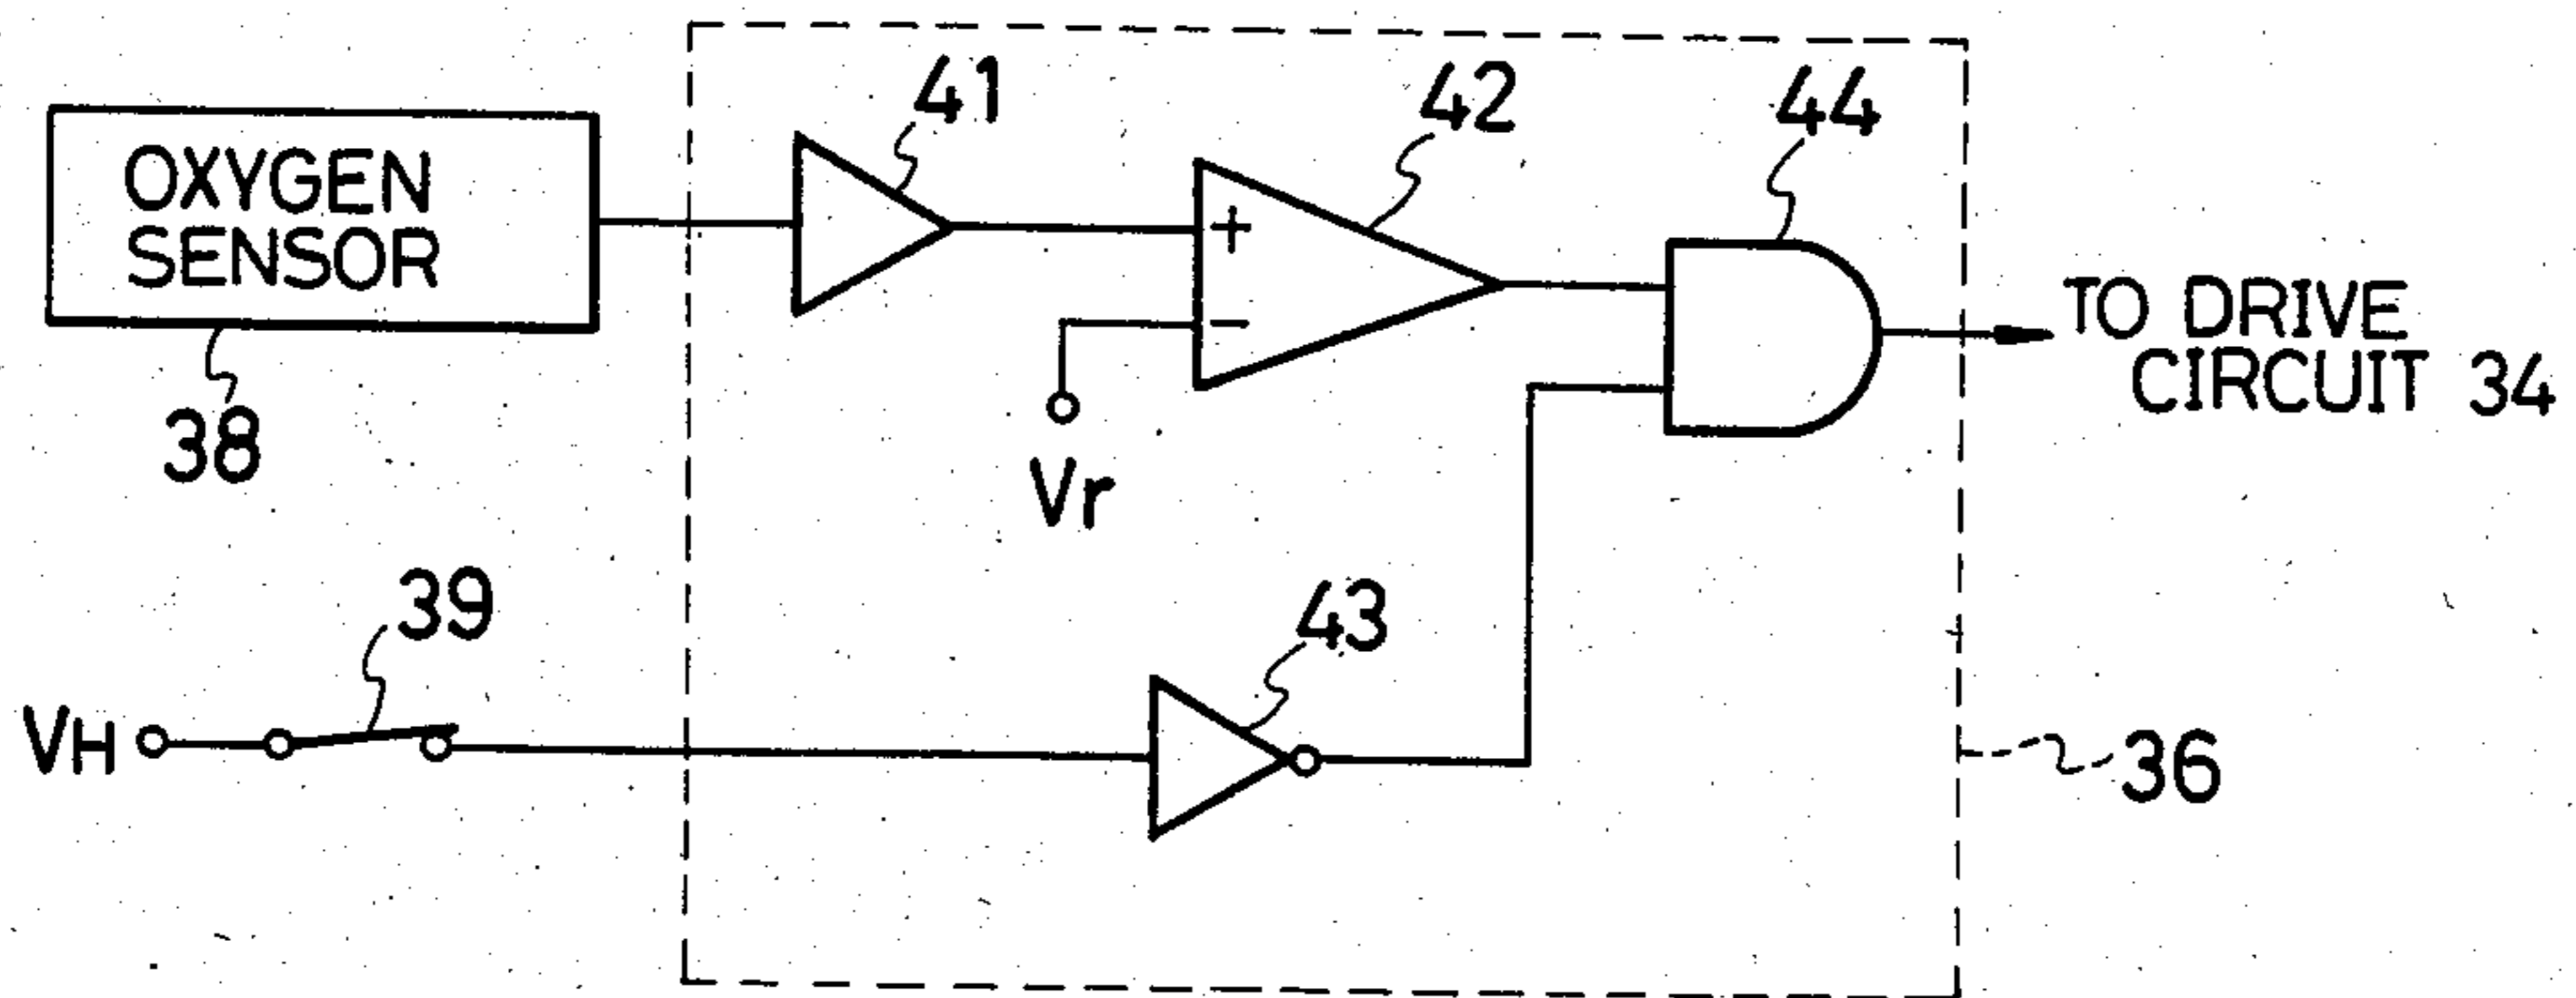 41
42
44
OXYGEN
SENSOR
+
−
TO DRIVE
CIRCUIT 34
38
Vr
39
43
VH
36